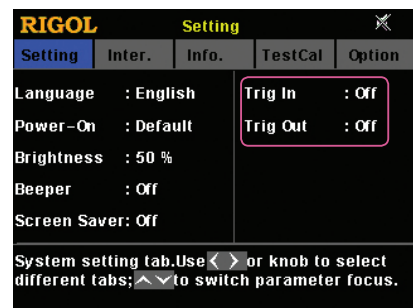 RIGOL Setting
Setting Inter. Info. TestCal Option
Language : English Trig In : Off
Power-On : Default Trig Out : Off
Brightness : 50 %
Beeper : Off
Screen Saver: Off
System setting tab.Use < > or knob to select
different tabs; ∧ ∨ to switch parameter focus.